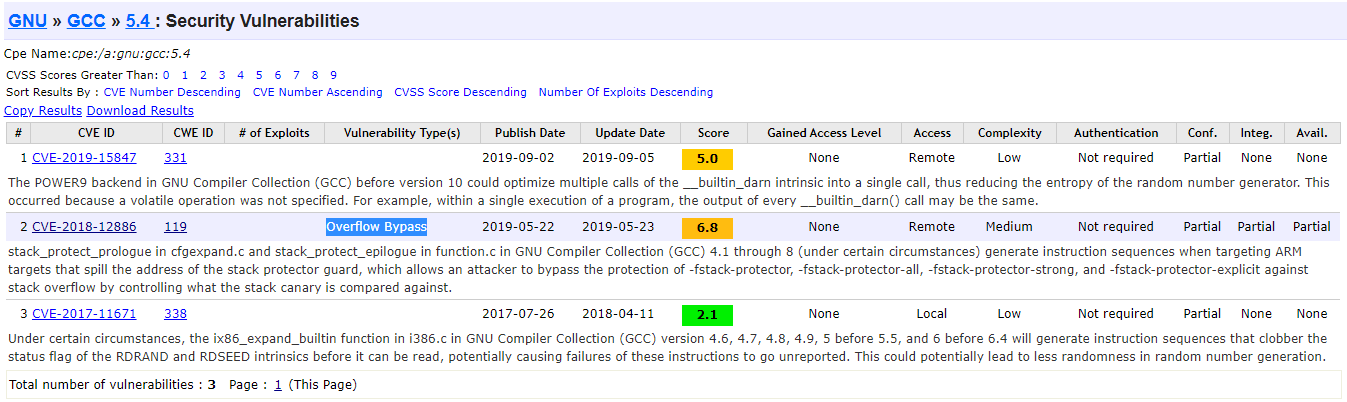 GNU » GCC » 5.4 : Security Vulnerabilities
Cpe Name:cpe:/a:gnu:gcc:5.4
CVSS Scores Greater Than: 0 1 2 3 4 5 6 7 8 9
Sort Results By : CVE Number Descending CVE Number Ascending CVSS Score Descending Number Of Exploits Descending
Copy Results Download Results
# CVE ID CWE ID # of Exploits Vulnerability Type(s) Publish Date Update Date Score Gained Access Level Access Complexity Authentication Conf. Integ. Avail.
1 CVE-2019-15847 331 2019-09-02 2019-09-05 5.0 None Remote Low Not required Partial None None
The POWER9 backend in GNU Compiler Collection (GCC) before version 10 could optimize multiple calls of the __builtin_darn intrinsic into a single call, thus reducing the entropy of the random number generator. This
occurred because a volatile operation was not specified. For example, within a single execution of a program, the output of every __builtin_darn() call may be the same.
2 CVE-2018-12886 119 Overflow Bypass 2019-05-22 2019-05-23 6.8 None Remote Medium Not required Partial Partial Partial
stack_protect_prologue in cfgexpand.c and stack_protect_epilogue in function.c in GNU Compiler Collection (GCC) 4.1 through 8 (under certain circumstances) generate instruction sequences when targeting ARM
targets that spill the address of the stack protector guard, which allows an attacker to bypass the protection of -fstack-protector, -fstack-protector-all, -fstack-protector-strong, and -fstack-protector-explicit against
stack overflow by controlling what the stack canary is compared against.
3 CVE-2017-11671 338 2017-07-26 2018-04-11 2.1 None Local Low Not required Partial None None
Under certain circumstances, the ix86_expand_builtin function in i386.c in GNU Compiler Collection (GCC) version 4.6, 4.7, 4.8, 4.9, 5 before 5.5, and 6 before 6.4 will generate instruction sequences that clobber the
status flag of the RDRAND and RDSEED intrinsics before it can be read, potentially causing failures of these instructions to go unreported. This could potentially lead to less randomness in random number generation.
Total number of vulnerabilities : 3 Page : 1 (This Page)